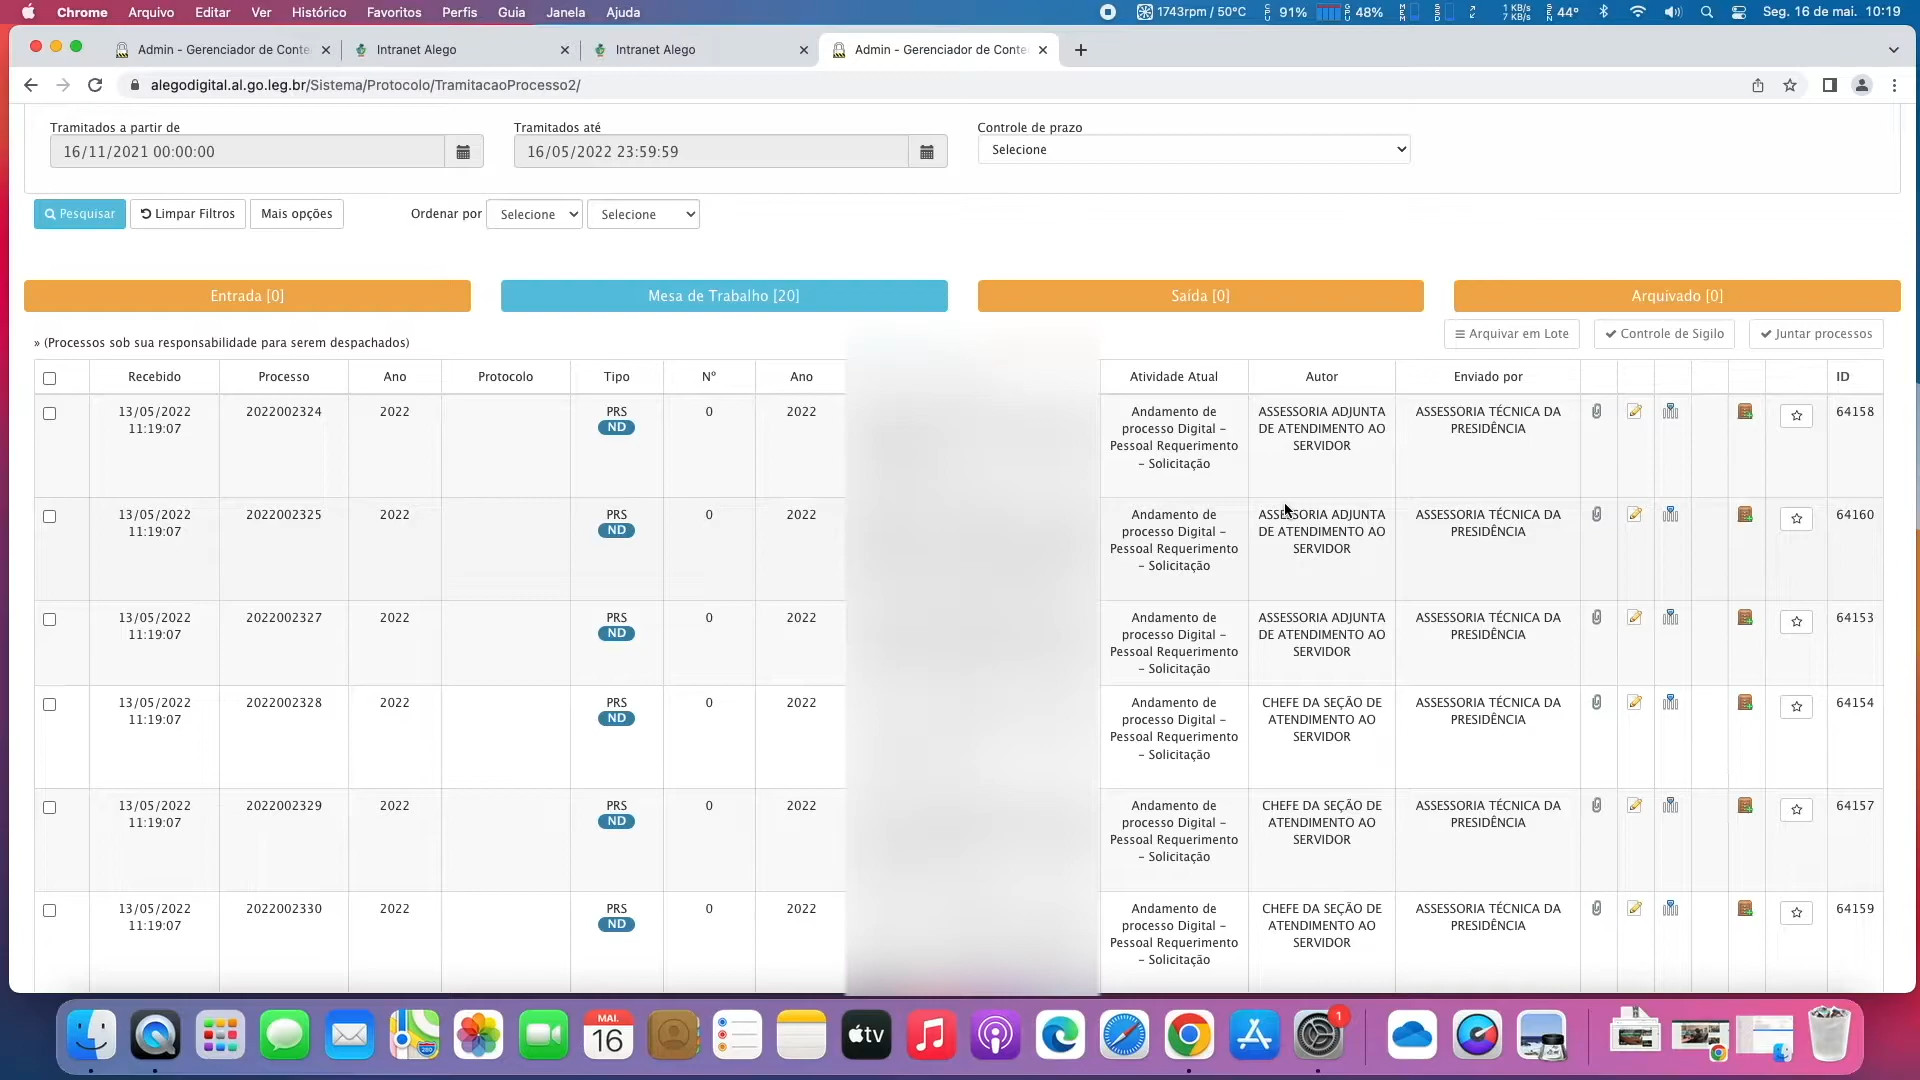 Chrome Arquivo Editar Ver Histórico Favoritos Perfis Guia Janela Ajuda 1743rpm / 50°C 91% 48% 1 KB/s 7 KB/s 44° Seg. 16 de mai. 10:19
Admin - Gerenciador de Conte Intranet Alego Intranet Alego Admin - Gerenciador de Conte
alegodigital.al.go.leg.br/Sistema/Protocolo/TramitacaoProcesso2/
Tramitados a partir de Tramitados até Controle de prazo
16/11/2021 00:00:00 16/05/2022 23:59:59 Selecione
Pesquisar Limpar Filtros Mais opções Ordenar por Selecione Selecione
Entrada [0] Mesa de Trabalho [20] Saída [0] Arquivado [0]
Arquivar em Lote Controle de Sigilo Juntar processos
» (Processos sob sua responsabilidade para serem despachados)
Recebido Processo Ano Protocolo Tipo Nº Ano Atividade Atual Autor Enviado por ID
13/05/2022 2022002324 2022 PRS 0 2022 Andamento de ASSESSORIA ADJUNTA ASSESSORIA TÉCNICA DA 64158
11:19:07 ND processo Digital – DE ATENDIMENTO AO PRESIDÊNCIA
Pessoal Requerimento SERVIDOR
– Solicitação
13/05/2022 2022002325 2022 PRS 0 2022 Andamento de ASSESSORIA ADJUNTA ASSESSORIA TÉCNICA DA 64160
11:19:07 ND processo Digital – DE ATENDIMENTO AO PRESIDÊNCIA
Pessoal Requerimento SERVIDOR
– Solicitação
13/05/2022 2022002327 2022 PRS 0 2022 Andamento de ASSESSORIA ADJUNTA ASSESSORIA TÉCNICA DA 64153
11:19:07 ND processo Digital – DE ATENDIMENTO AO PRESIDÊNCIA
Pessoal Requerimento SERVIDOR
– Solicitação
13/05/2022 2022002328 2022 PRS 0 2022 Andamento de CHEFE DA SEÇÃO DE ASSESSORIA TÉCNICA DA 64154
11:19:07 ND processo Digital – ATENDIMENTO AO PRESIDÊNCIA
Pessoal Requerimento SERVIDOR
– Solicitação
13/05/2022 2022002329 2022 PRS 0 2022 Andamento de CHEFE DA SEÇÃO DE ASSESSORIA TÉCNICA DA 64157
11:19:07 ND processo Digital – ATENDIMENTO AO PRESIDÊNCIA
Pessoal Requerimento SERVIDOR
– Solicitação
13/05/2022 2022002330 2022 PRS 0 2022 Andamento de CHEFE DA SEÇÃO DE ASSESSORIA TÉCNICA DA 64159
11:19:07 ND processo Digital – ATENDIMENTO AO PRESIDÊNCIA
Pessoal Requerimento SERVIDOR
– Solicitação
MAI.
16
tv
1